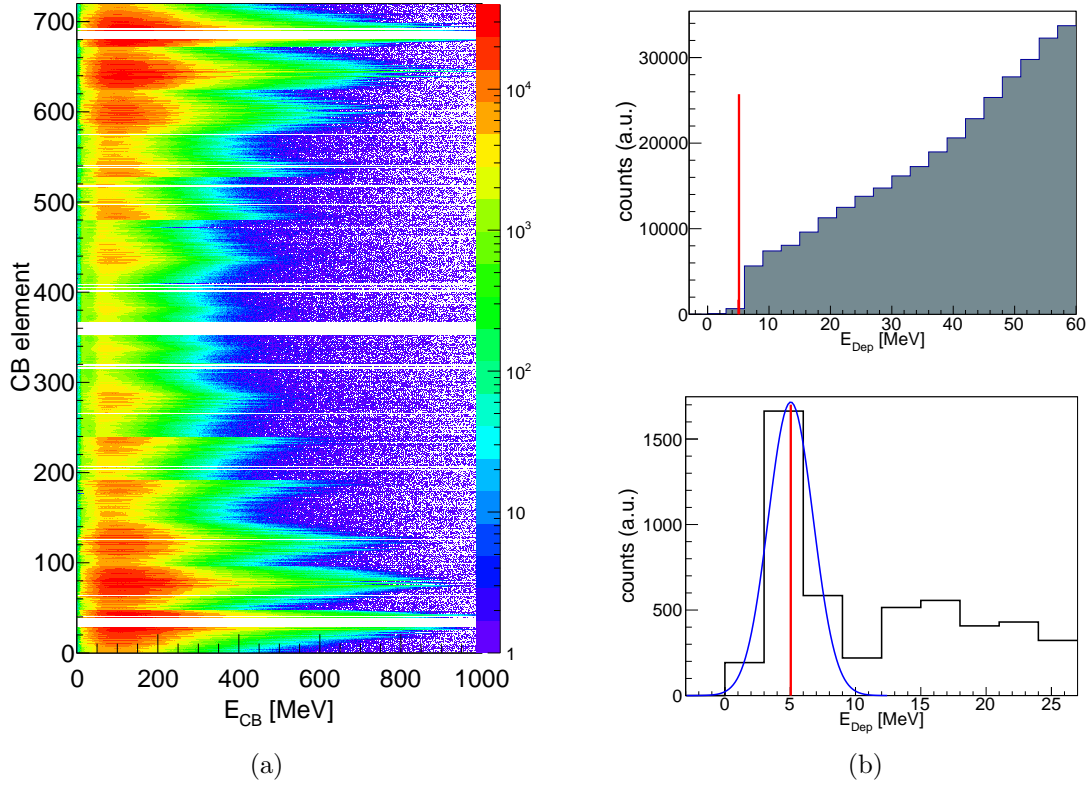 CB element
700
600
500
400
300
200
100
0
0 200 400 600 800 1000
E_CB [MeV]
10^4
10^3
10^2
10
1
(a)
counts (a.u.)
30000
20000
10000
0
0 10 20 30 40 50 60
E_Dep [MeV]
counts (a.u.)
1500
1000
500
0
0 5 10 15 20 25
E_Dep [MeV]
(b)